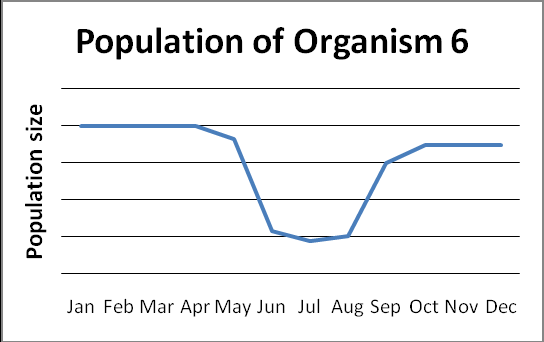 Population of Organism 6
Population size
Jan Feb Mar Apr May Jun Jul Aug Sep Oct Nov Dec